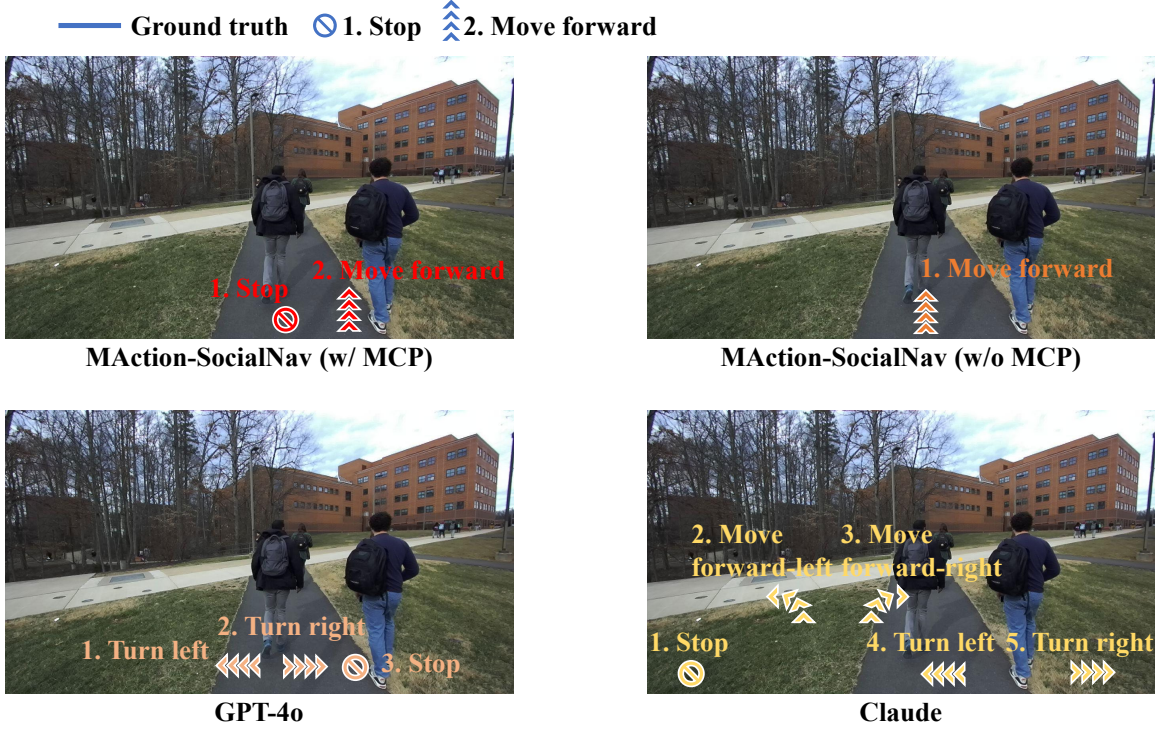 Ground truth 1. Stop 2. Move forward
1. Stop
2. Move forward
MAction-SocialNav (w/ MCP)
1. Move forward
MAction-SocialNav (w/o MCP)
1. Turn left
2. Turn right
3. Stop
GPT-4o
2. Move
forward-left
3. Move
forward-right
1. Stop
4. Turn left
5. Turn right
Claude